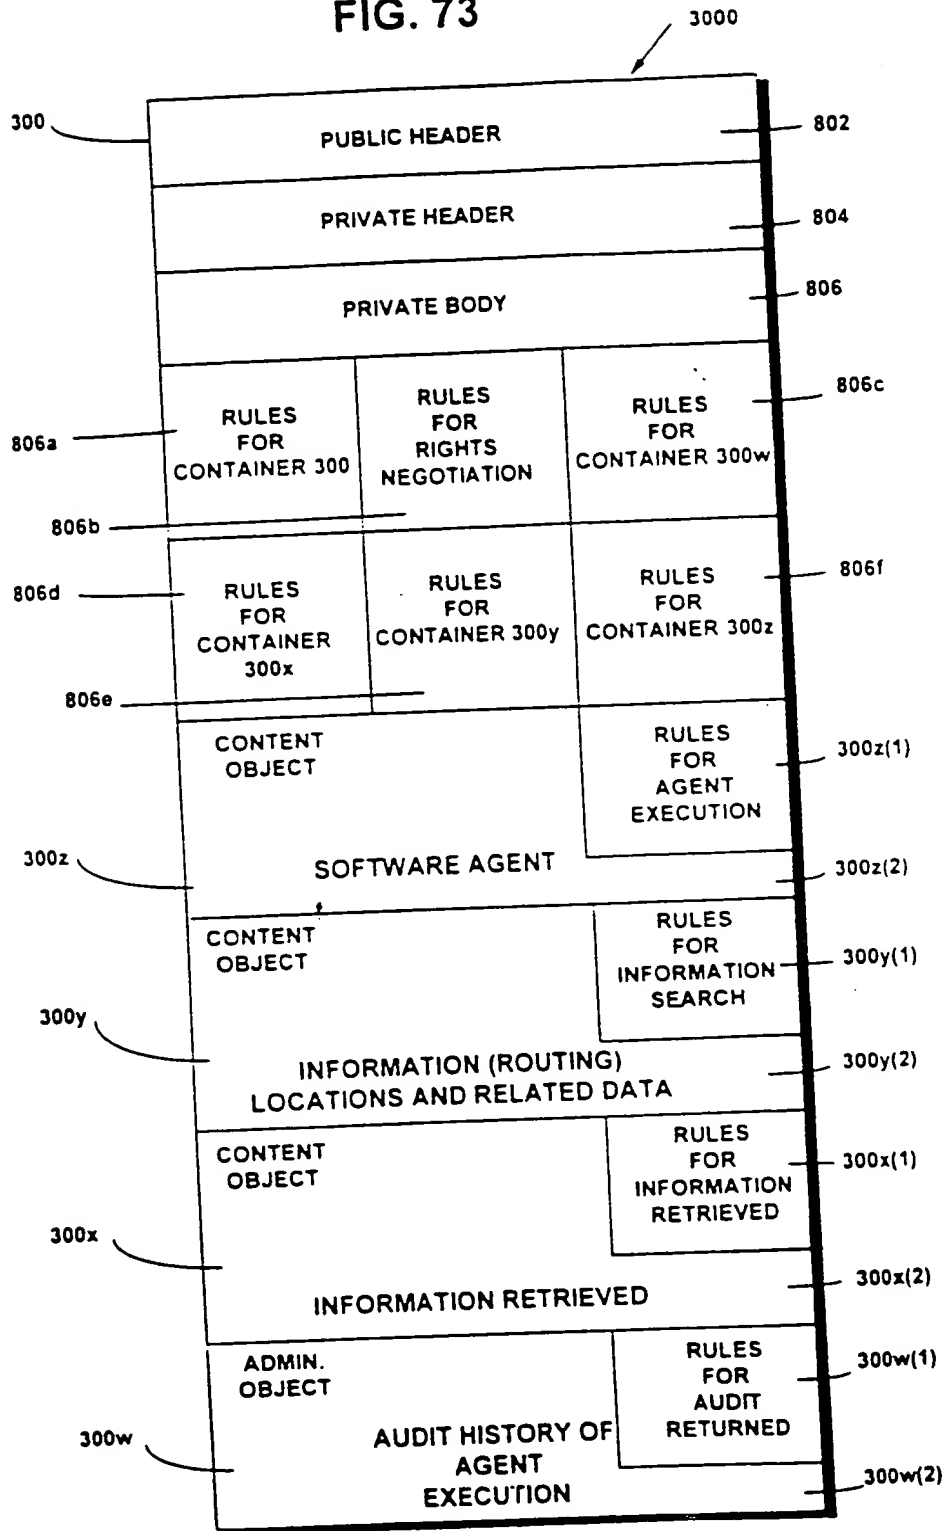 FIG. 73
3000
300
PUBLIC HEADER
802
PRIVATE HEADER
804
PRIVATE BODY
806
806a
RULES
FOR
CONTAINER 300
RULES
FOR
RIGHTS
NEGOTIATION
RULES
FOR
CONTAINER 300w
806c
806b
806d
RULES
FOR
CONTAINER
300x
RULES
FOR
CONTAINER 300y
RULES
FOR
CONTAINER 300z
806f
806e
CONTENT
OBJECT
RULES
FOR
AGENT
EXECUTION
300z(1)
300z
SOFTWARE AGENT
300z(2)
CONTENT
OBJECT
RULES
FOR
INFORMATION
SEARCH
300y(1)
300y
INFORMATION (ROUTING)
LOCATIONS AND RELATED DATA
300y(2)
CONTENT
OBJECT
RULES
FOR
INFORMATION
RETRIEVED
300x(1)
300x
INFORMATION RETRIEVED
300x(2)
ADMIN.
OBJECT
RULES
FOR
AUDIT
RETURNED
300w(1)
300w
AUDIT HISTORY OF
AGENT
EXECUTION
300w(2)